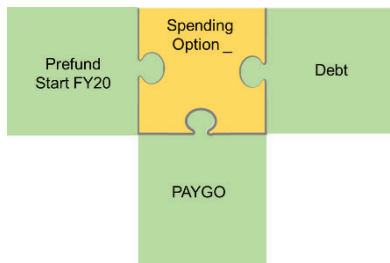 Prefund
Start FY20
Spending
Option _
Debt
PAYGO